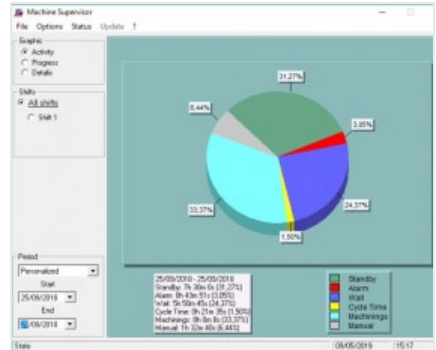 Machine Supervisor
File Options Status Update ?
Graphic
Activity
Progress
Details
Shifts
All shifts
Shift 1
31,27%
3,05%
24,37%
1,50%
33,37%
6,44%
Period
Personalized
Start
25/09/2018
End
/09/2018
25/09/2018 - 25/09/2018
Standby: 7h 30m 0s (31,27%)
Alarm: 0h 43m 51s (3,05%)
Wait: 5h 50m 45s (24,37%)
Cycle Time: 0h 21m 35s (1,50%)
Machinings: 8h 0m 8s (33,37%)
Manual: 1h 32m 40s (6,44%)
Standby
Alarm
Wait
Cycle Time
Machinings
Manual
State
09/05/2019
15:17